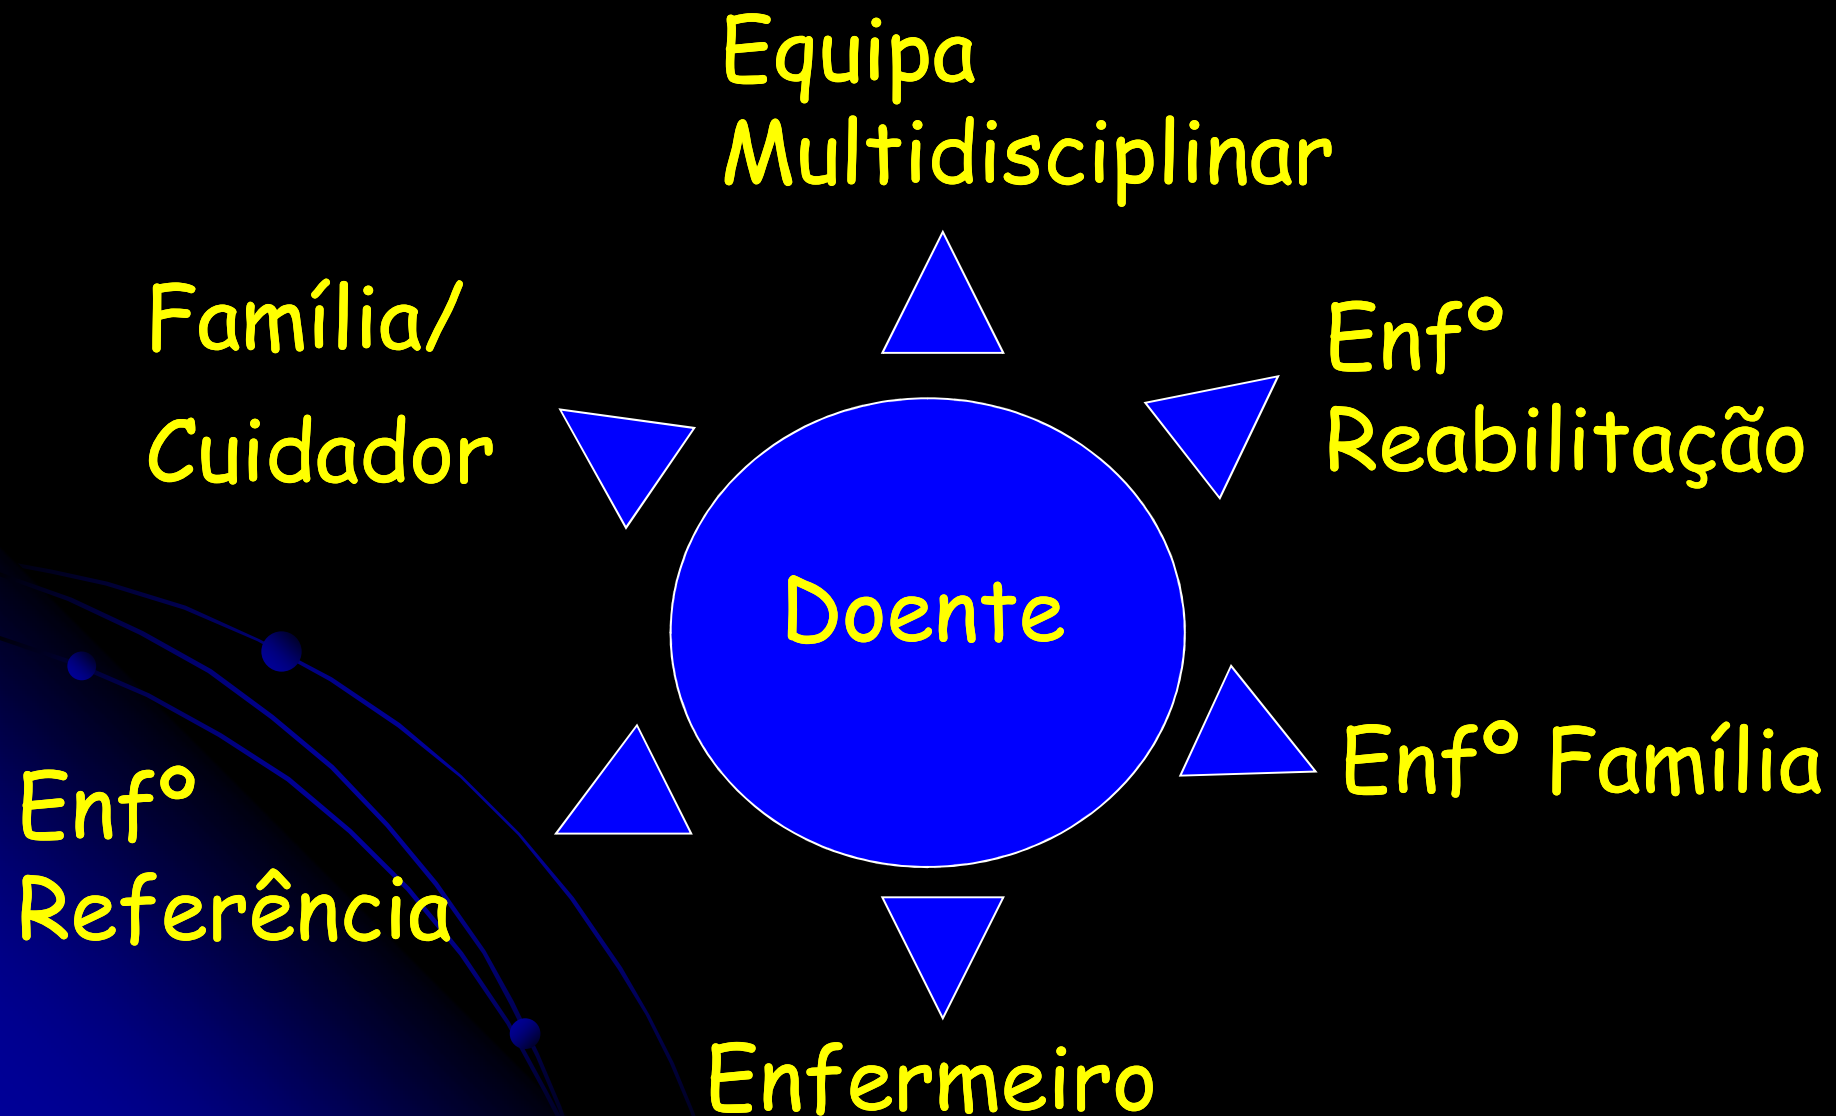 Equipa
Multidisciplinar
Família/
Cuidador
Enfº
Reabilitação
Doente
Enfº Família
Enfº
Referência
Enfermeiro